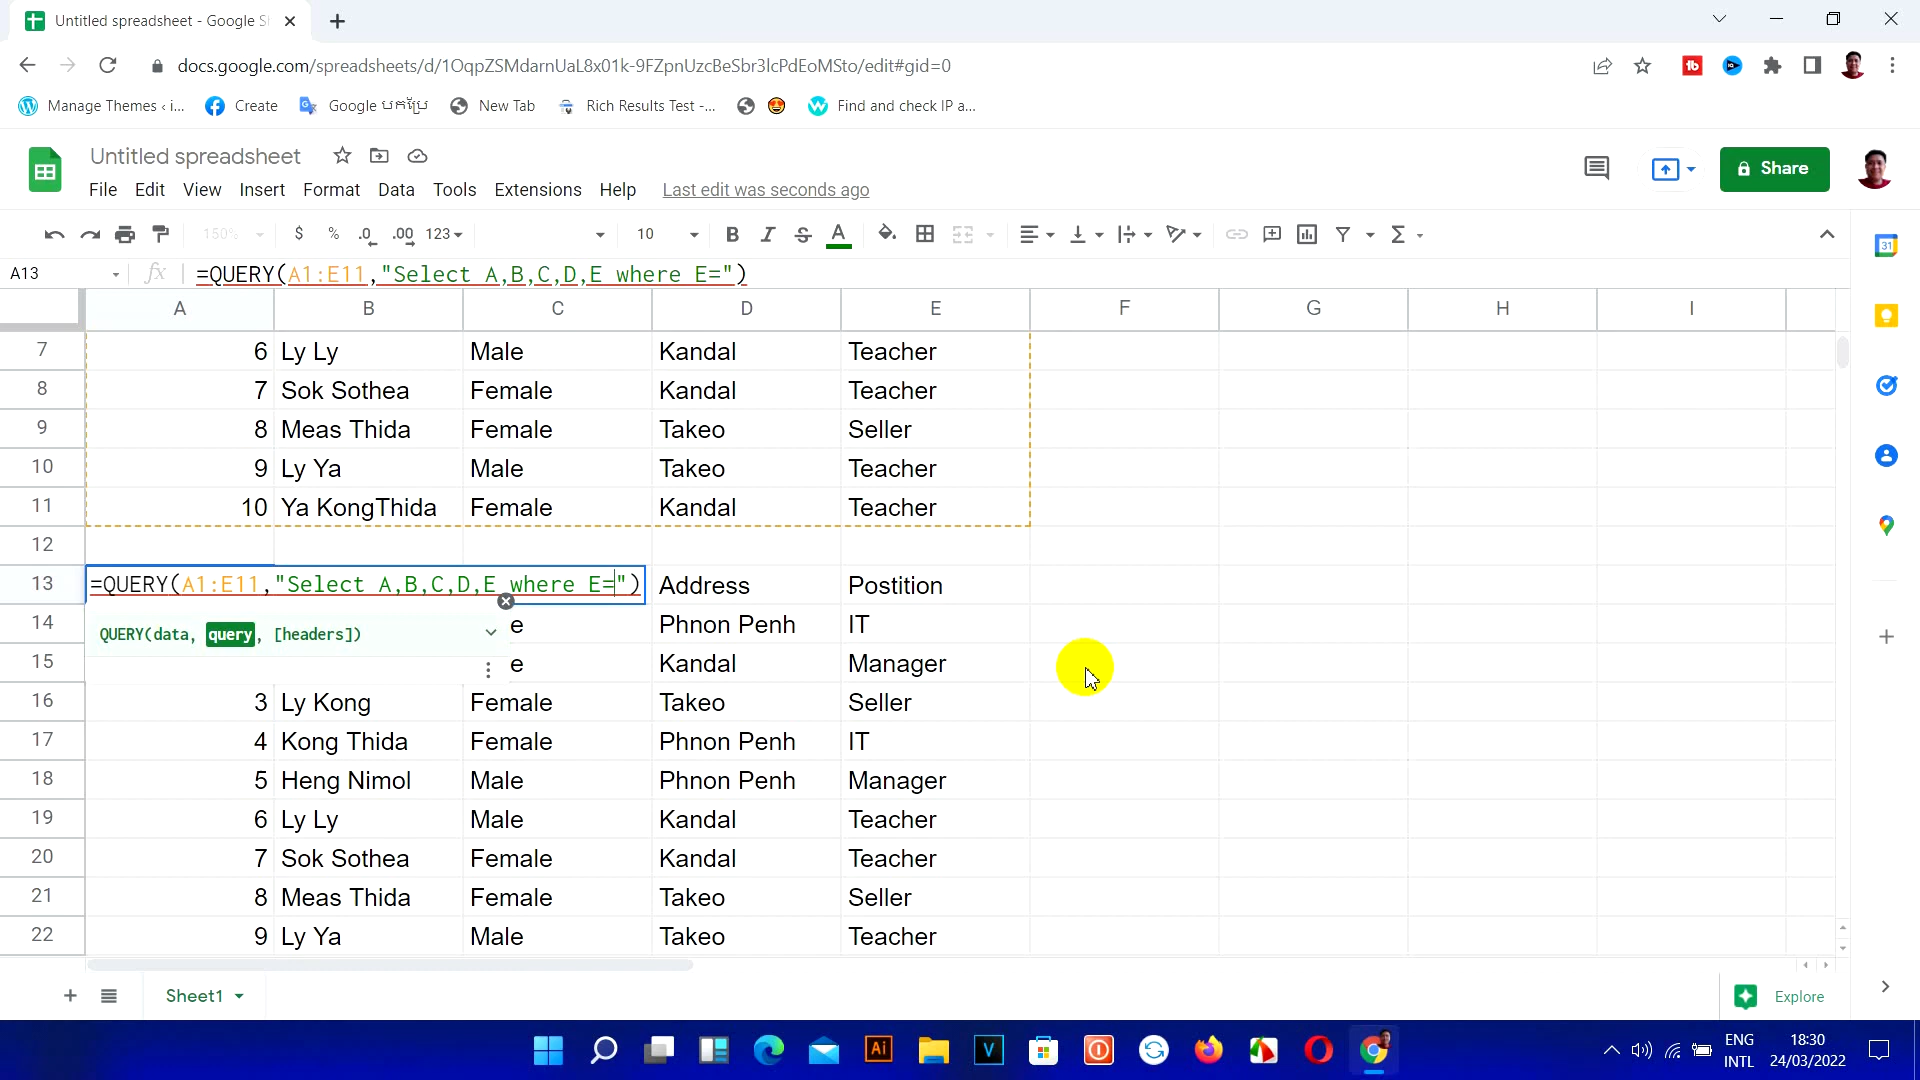 Untitled spreadsheet - Google S
docs.google.com/spreadsheets/d/1OqpZSMdarnUaL8x01k-9FZpnUzcBeSbr3lcPdEoMSto/edit#gid=0
Manage Themes ‹ i... Create Google បកប្រែ New Tab Rich Results Test -... Find and check IP a...
Untitled spreadsheet
File Edit View Insert Format Data Tools Extensions Help Last edit was seconds ago
Share
150% $ % .0 .00 123 10 B I S A
A13 fx =QUERY(A1:E11,"Select A,B,C,D,E where E=")
A B C D E F G H I
7 6 Ly Ly Male Kandal Teacher
8 7 Sok Sothea Female Kandal Teacher
9 8 Meas Thida Female Takeo Seller
10 9 Ly Ya Male Takeo Teacher
11 10 Ya KongThida Female Kandal Teacher
12
13 =QUERY(A1:E11,"Select A,B,C,D,E where E=") Address Postition
14 e Phnon Penh IT
QUERY(data, query, [headers])
15 e Kandal Manager
16 3 Ly Kong Female Takeo Seller
17 4 Kong Thida Female Phnon Penh IT
18 5 Heng Nimol Male Phnon Penh Manager
19 6 Ly Ly Male Kandal Teacher
20 7 Sok Sothea Female Kandal Teacher
21 8 Meas Thida Female Takeo Seller
22 9 Ly Ya Male Takeo Teacher
Sheet1 Explore
31
Ai V
ENG 18:30
INTL 24/03/2022